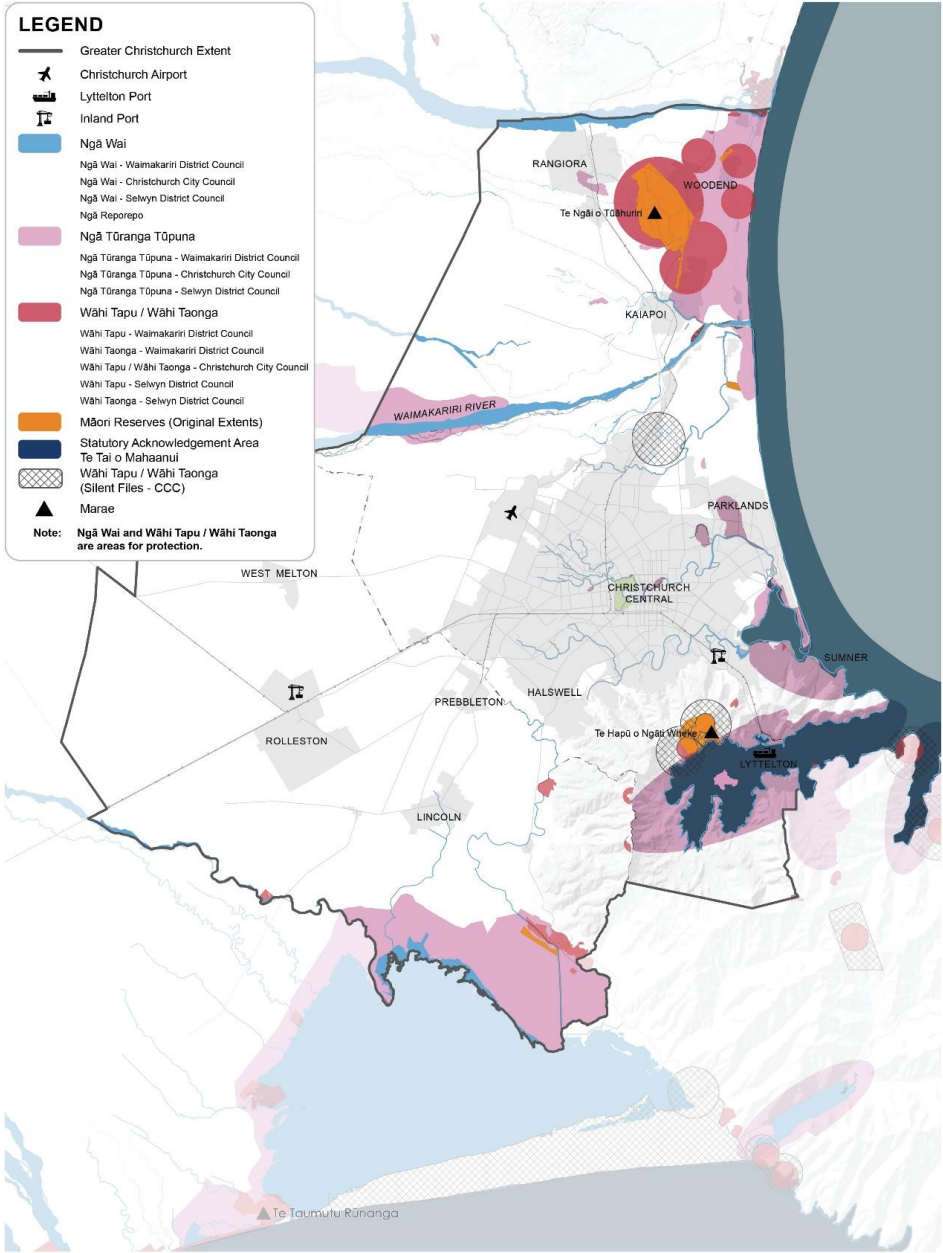 LEGEND
Greater Christchurch Extent
Christchurch Airport
Lyttelton Port
Inland Port
Ngā Wai
Ngā Wai - Waimakariri District Council
Ngā Wai - Christchurch City Council
Ngā Wai - Selwyn District Council
Ngā Reporepo
Ngā Tūranga Tūpuna
Ngā Tūranga Tūpuna - Waimakariri District Council
Ngā Tūranga Tūpuna - Christchurch City Council
Ngā Tūranga Tūpuna - Selwyn District Council
Wāhi Tapu / Wāhi Taonga
Wāhi Tapu - Waimakariri District Council
Wāhi Taonga - Waimakariri District Council
Wāhi Tapu / Wāhi Taonga - Christchurch City Council
Wāhi Tapu - Selwyn District Council
Wāhi Taonga - Selwyn District Council
Māori Reserves (Original Extents)
Statutory Acknowledgement Area
Te Tai o Mahaanui
Wāhi Tapu / Wāhi Taonga
(Silent Files - CCC)
Marae
Note: Ngā Wai and Wāhi Tapu / Wāhi Taonga
are areas for protection.
RANGIORA
WOODEND
Te Ngāi o Tūāhuriri
KAIAPOI
WAIMAKARIRI RIVER
PARKLANDS
WEST MELTON
CHRISTCHURCH
CENTRAL
SUMNER
HALSWELL
PREBBLETON
ROLLESTON
Te Hapū o Ngāti Wheke
LYTTELTON
LINCOLN
Te Taumutu Rūnanga